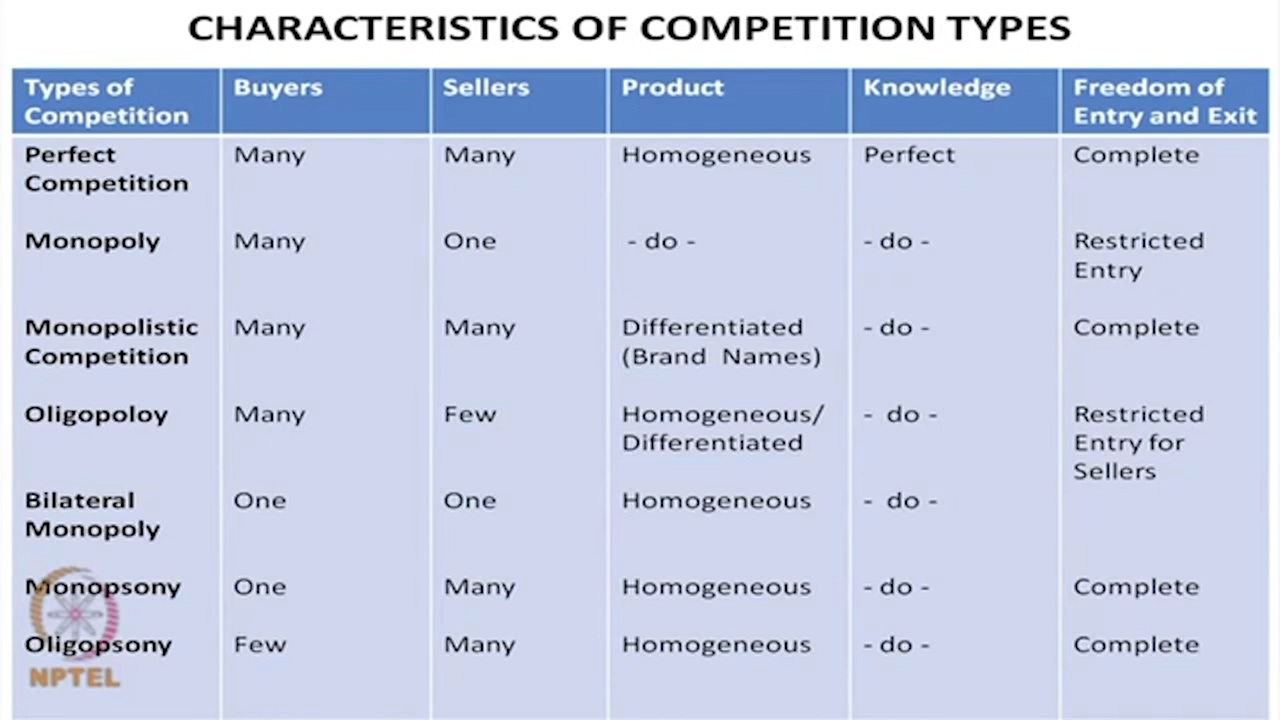 CHARACTERISTICS OF COMPETITION TYPES
Types of Competition Buyers Sellers Product Knowledge Freedom of Entry and Exit
Perfect Competition Many Many Homogeneous Perfect Complete
Monopoly Many One - do - - do - Restricted Entry
Monopolistic Competition Many Many Differentiated (Brand Names) - do - Complete
Oligopoloy Many Few Homogeneous/ Differentiated - do - Restricted Entry for Sellers
Bilateral Monopoly One One Homogeneous - do -
Monopsony One Many Homogeneous - do - Complete
Oligopsony Few Many Homogeneous - do - Complete
NPTEL